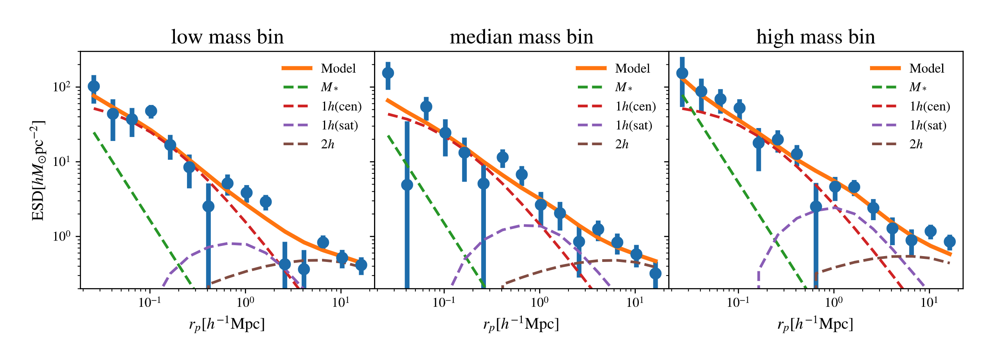 low mass bin
median mass bin
high mass bin
ESD[hM⊙pc⁻²]
10²
10¹
10⁰
Model
M*
1h(cen)
1h(sat)
2h
Model
M*
1h(cen)
1h(sat)
2h
Model
M*
1h(cen)
1h(sat)
2h
10⁻¹ 10⁰ 10¹
10⁻¹ 10⁰ 10¹
10⁻¹ 10⁰ 10¹
rₚ[h⁻¹Mpc]
rₚ[h⁻¹Mpc]
rₚ[h⁻¹Mpc]